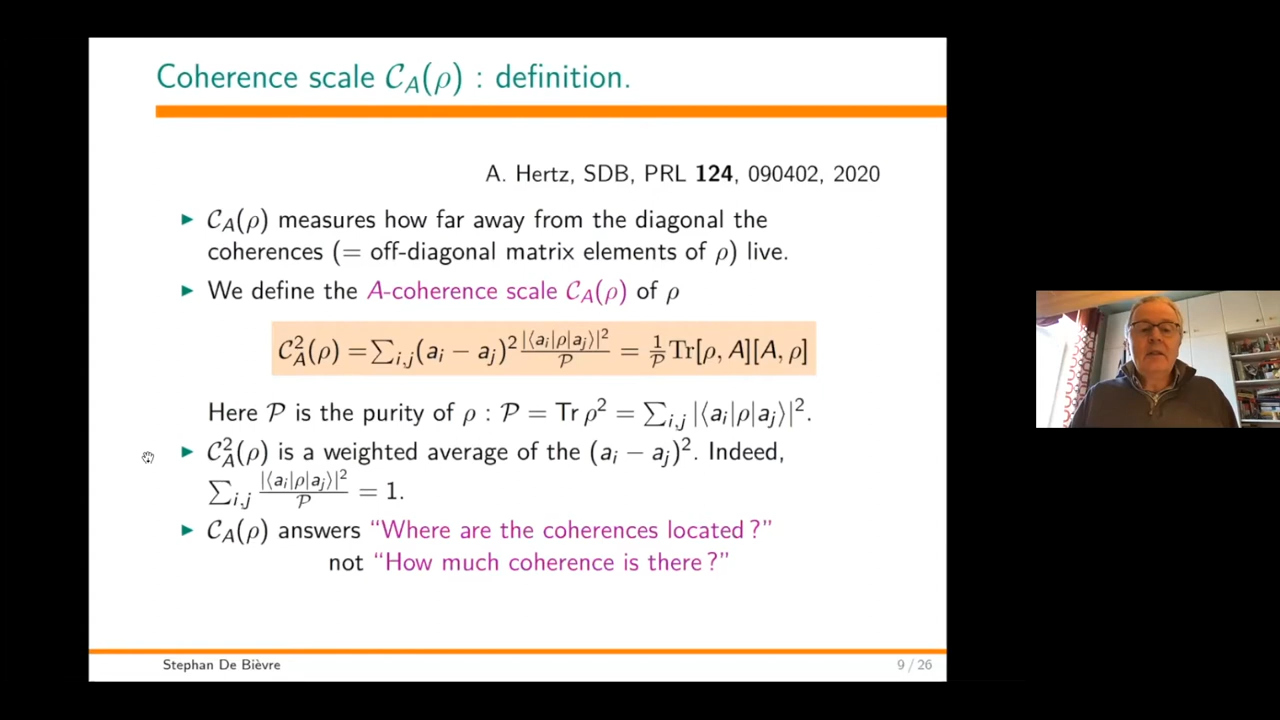 Coherence scale 𝒞_A(ρ) : definition.
A. Hertz, SDB, PRL 124, 090402, 2020
▶ 𝒞_A(ρ) measures how far away from the diagonal the
coherences (= off-diagonal matrix elements of ρ) live.
▶ We define the A-coherence scale 𝒞_A(ρ) of ρ
𝒞²_A(ρ) = ∑_{i,j}(a_i − a_j)² |⟨a_i|ρ|a_j⟩|²/𝒫 = 1/𝒫 Tr[ρ, A][A, ρ]
Here 𝒫 is the purity of ρ : 𝒫 = Tr ρ² = ∑_{i,j} |⟨a_i|ρ|a_j⟩|².
▶ 𝒞²_A(ρ) is a weighted average of the (a_i − a_j)². Indeed,
∑_{i,j} |⟨a_i|ρ|a_j⟩|²/𝒫 = 1.
▶ 𝒞_A(ρ) answers “Where are the coherences located ?”
not “How much coherence is there ?”
Stephan De Bièvre
9 / 26